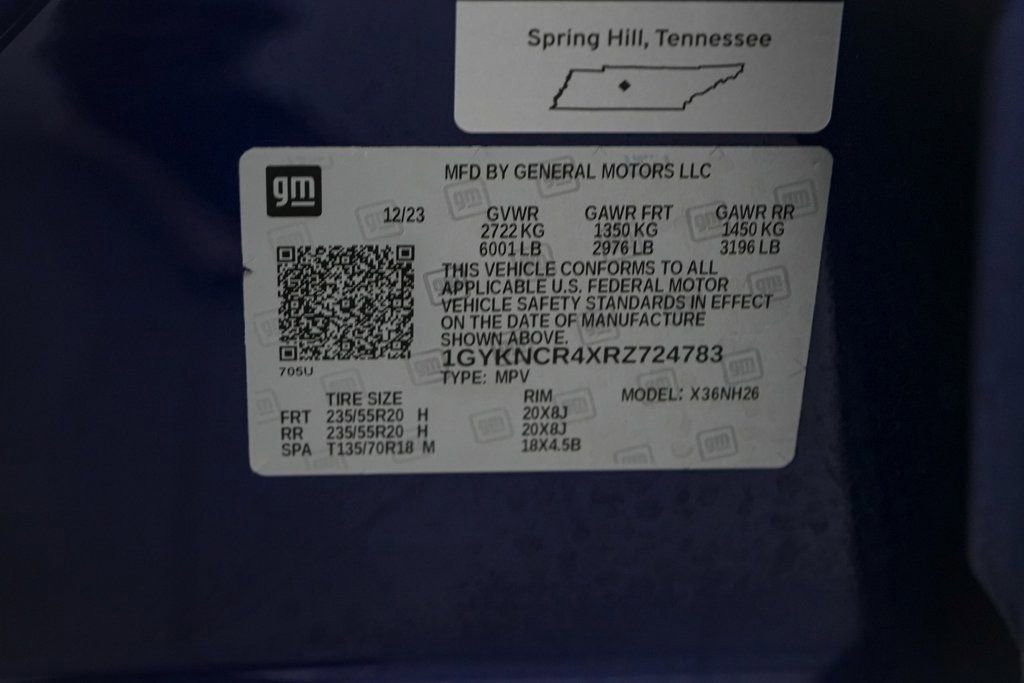 Spring Hill, Tennessee
gm
MFD BY GENERAL MOTORS LLC
12/23 GVWR GAWR FRT GAWR RR
2722 KG 1350 KG 1450 KG
6001 LB 2976 LB 3196 LB
THIS VEHICLE CONFORMS TO ALL
APPLICABLE U.S. FEDERAL MOTOR
VEHICLE SAFETY STANDARDS IN EFFECT
ON THE DATE OF MANUFACTURE
SHOWN ABOVE.
1GYKNCR4XRZ724783
705U
TYPE: MPV
TIRE SIZE RIM MODEL: X36NH26
FRT 235/55R20 H 20X8J
RR 235/55R20 H 20X8J
SPA T135/70R18 M 18X4.5B